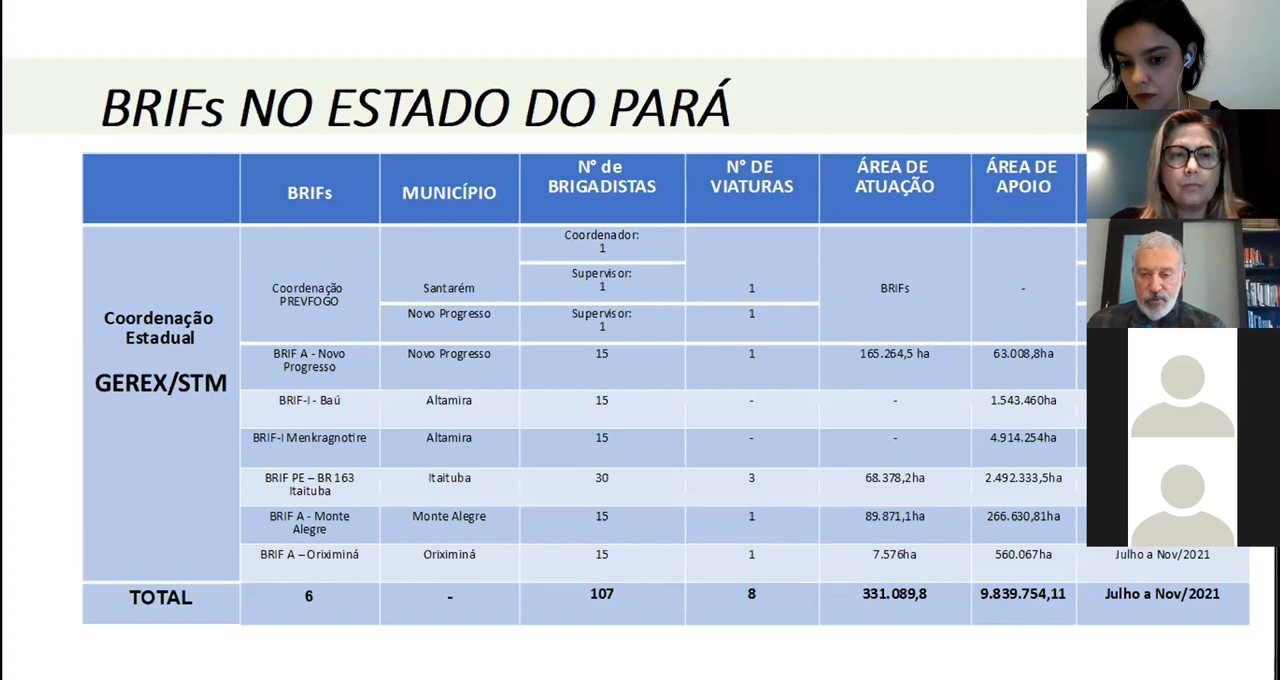 BRIFs NO ESTADO DO PARÁ
BRIFs
MUNICÍPIO
N° de
BRIGADISTAS
N° DE
VIATURAS
ÁREA DE
ATUAÇÃO
ÁREA DE
APOIO
Coordenação
Estadual
GEREX/STM
Coordenação
PREVFOGO
Santarém
Novo Progresso
Coordenador:
1
Supervisor:
1
Supervisor:
1
1
1
BRIFs
-
BRIF A - Novo
Progresso
Novo Progresso
15
1
165.264,5 ha
63.008,8ha
BRIF-I - Baú
Altamira
15
-
-
1.543.460ha
BRIF-I Menkragnotire
Altamira
15
-
-
4.914.254ha
BRIF PE – BR 163
Itaituba
Itaituba
30
3
68.378,2ha
2.492.333,5ha
BRIF A - Monte
Alegre
Monte Alegre
15
1
89.871,1ha
266.630,81ha
BRIF A – Oriximiná
Oriximiná
15
1
7.576ha
560.067ha
Julho a Nov/2021
TOTAL
6
-
107
8
331.089,8
9.839.754,11
Julho a Nov/2021